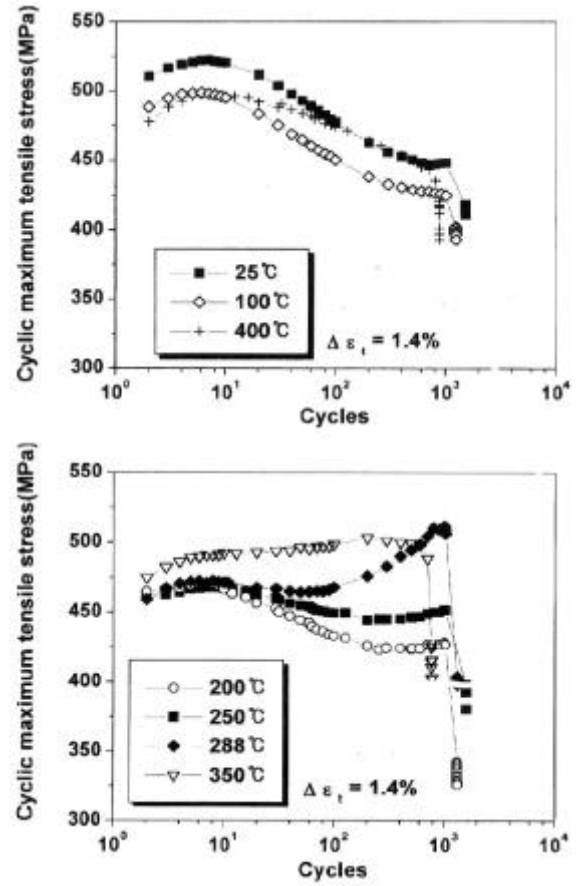 Cyclic maximum tensile stress(MPa)
550
500
450
400
350
300
25℃
100℃
400℃
Δ ε t = 1.4%
10⁰ 10¹ 10² 10³ 10⁴
Cycles
Cyclic maximum tensile stress(MPa)
550
500
450
400
350
300
200℃
250℃
288℃
350℃
Δ ε t = 1.4%
10⁰ 10¹ 10² 10³ 10⁴
Cycles